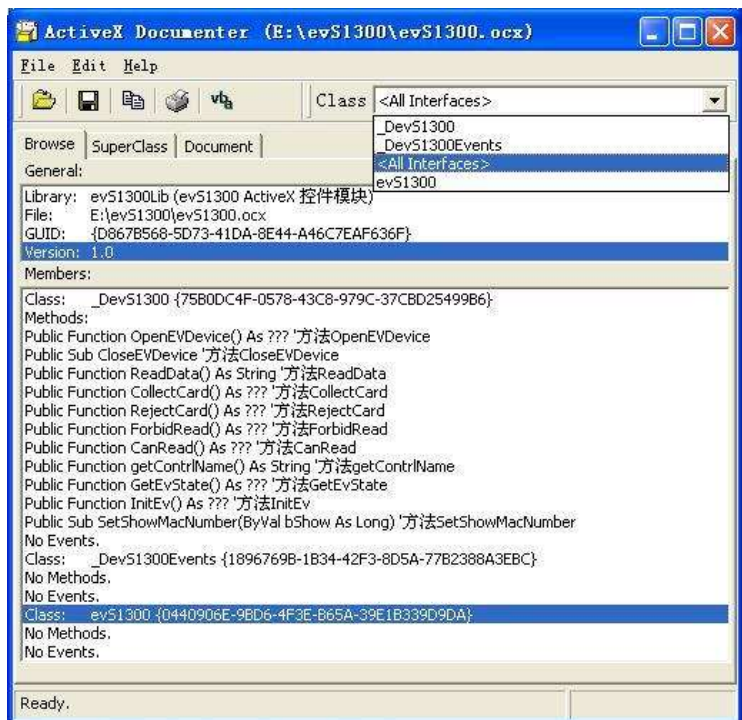 ActiveX Documenter (E:\evS1300\evS1300.ocx)
File Edit Help
vba
Class <All Interfaces>
_DevS1300
_DevS1300Events
<All Interfaces>
evS1300
Browse SuperClass Document
General:
Library: evS1300Lib (evS1300 ActiveX 控件模块)
File: E:\evS1300\evS1300.ocx
GUID: {D867B568-5D73-41DA-8E44-A46C7EAF636F}
Version: 1.0
Members:
Class: _DevS1300 {75B0DC4F-0578-43C8-979C-37CBD25499B6}
Methods:
Public Function OpenEVDevice() As ??? '方法OpenEVDevice
Public Sub CloseEVDevice '方法CloseEVDevice
Public Function ReadData() As String '方法ReadData
Public Function CollectCard() As ??? '方法CollectCard
Public Function RejectCard() As ??? '方法RejectCard
Public Function ForbidRead() As ??? '方法ForbidRead
Public Function CanRead() As ??? '方法CanRead
Public Function getContrlName() As String '方法getContrlName
Public Function GetEvState() As ??? '方法GetEvState
Public Function InitEv() As ??? '方法InitEv
Public Sub SetShowMacNumber(ByVal bShow As Long) '方法SetShowMacNumber
No Events.
Class: _DevS1300Events {1896769B-1B34-42F3-8D5A-77B2388A3EBC}
No Methods.
No Events.
Class: evS1300 {0440906E-9BD6-4F3E-B65A-39E1B339D9DA}
No Methods.
No Events.
Ready.